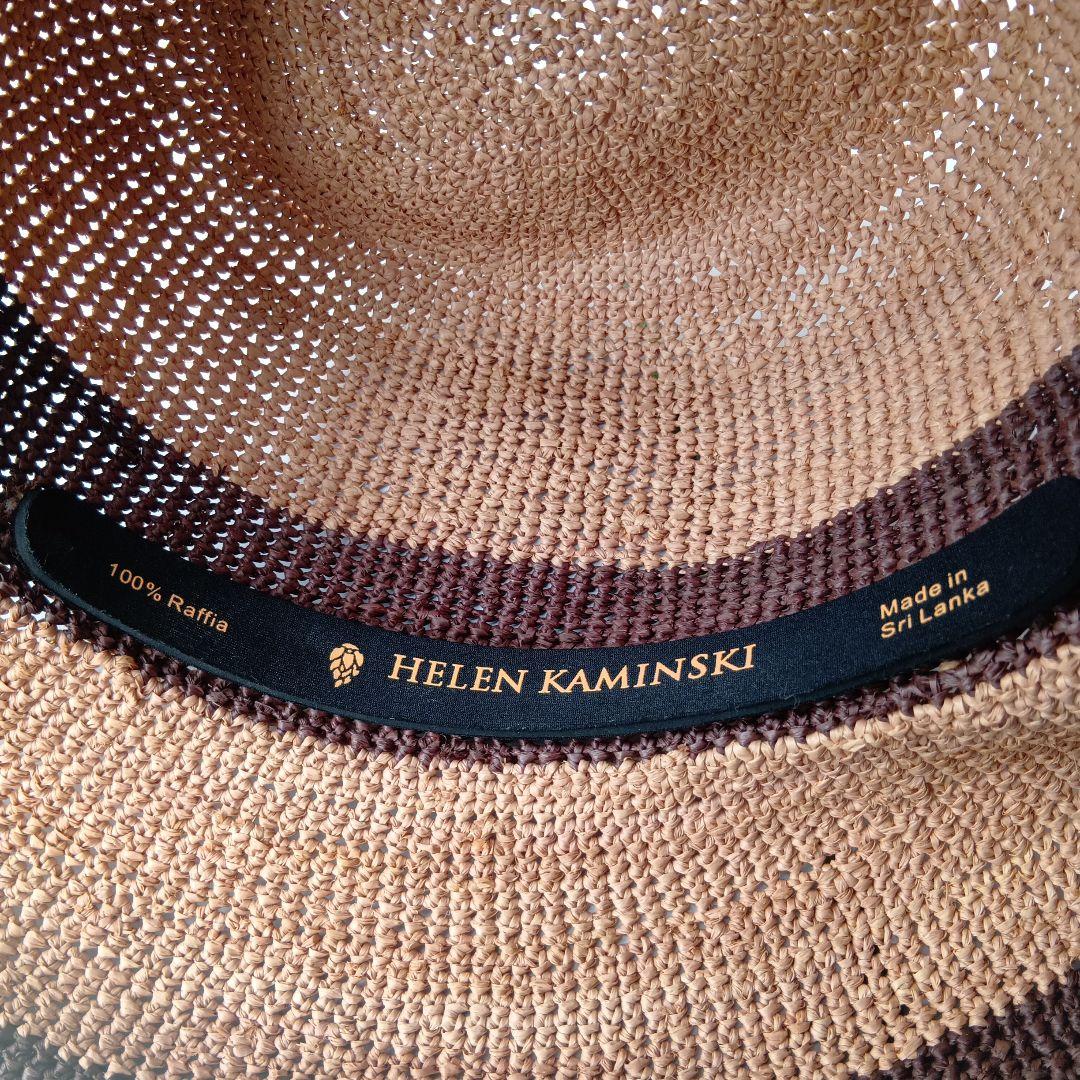 100% Raffia
HELEN KAMINSKI
Made in
Sri Lanka